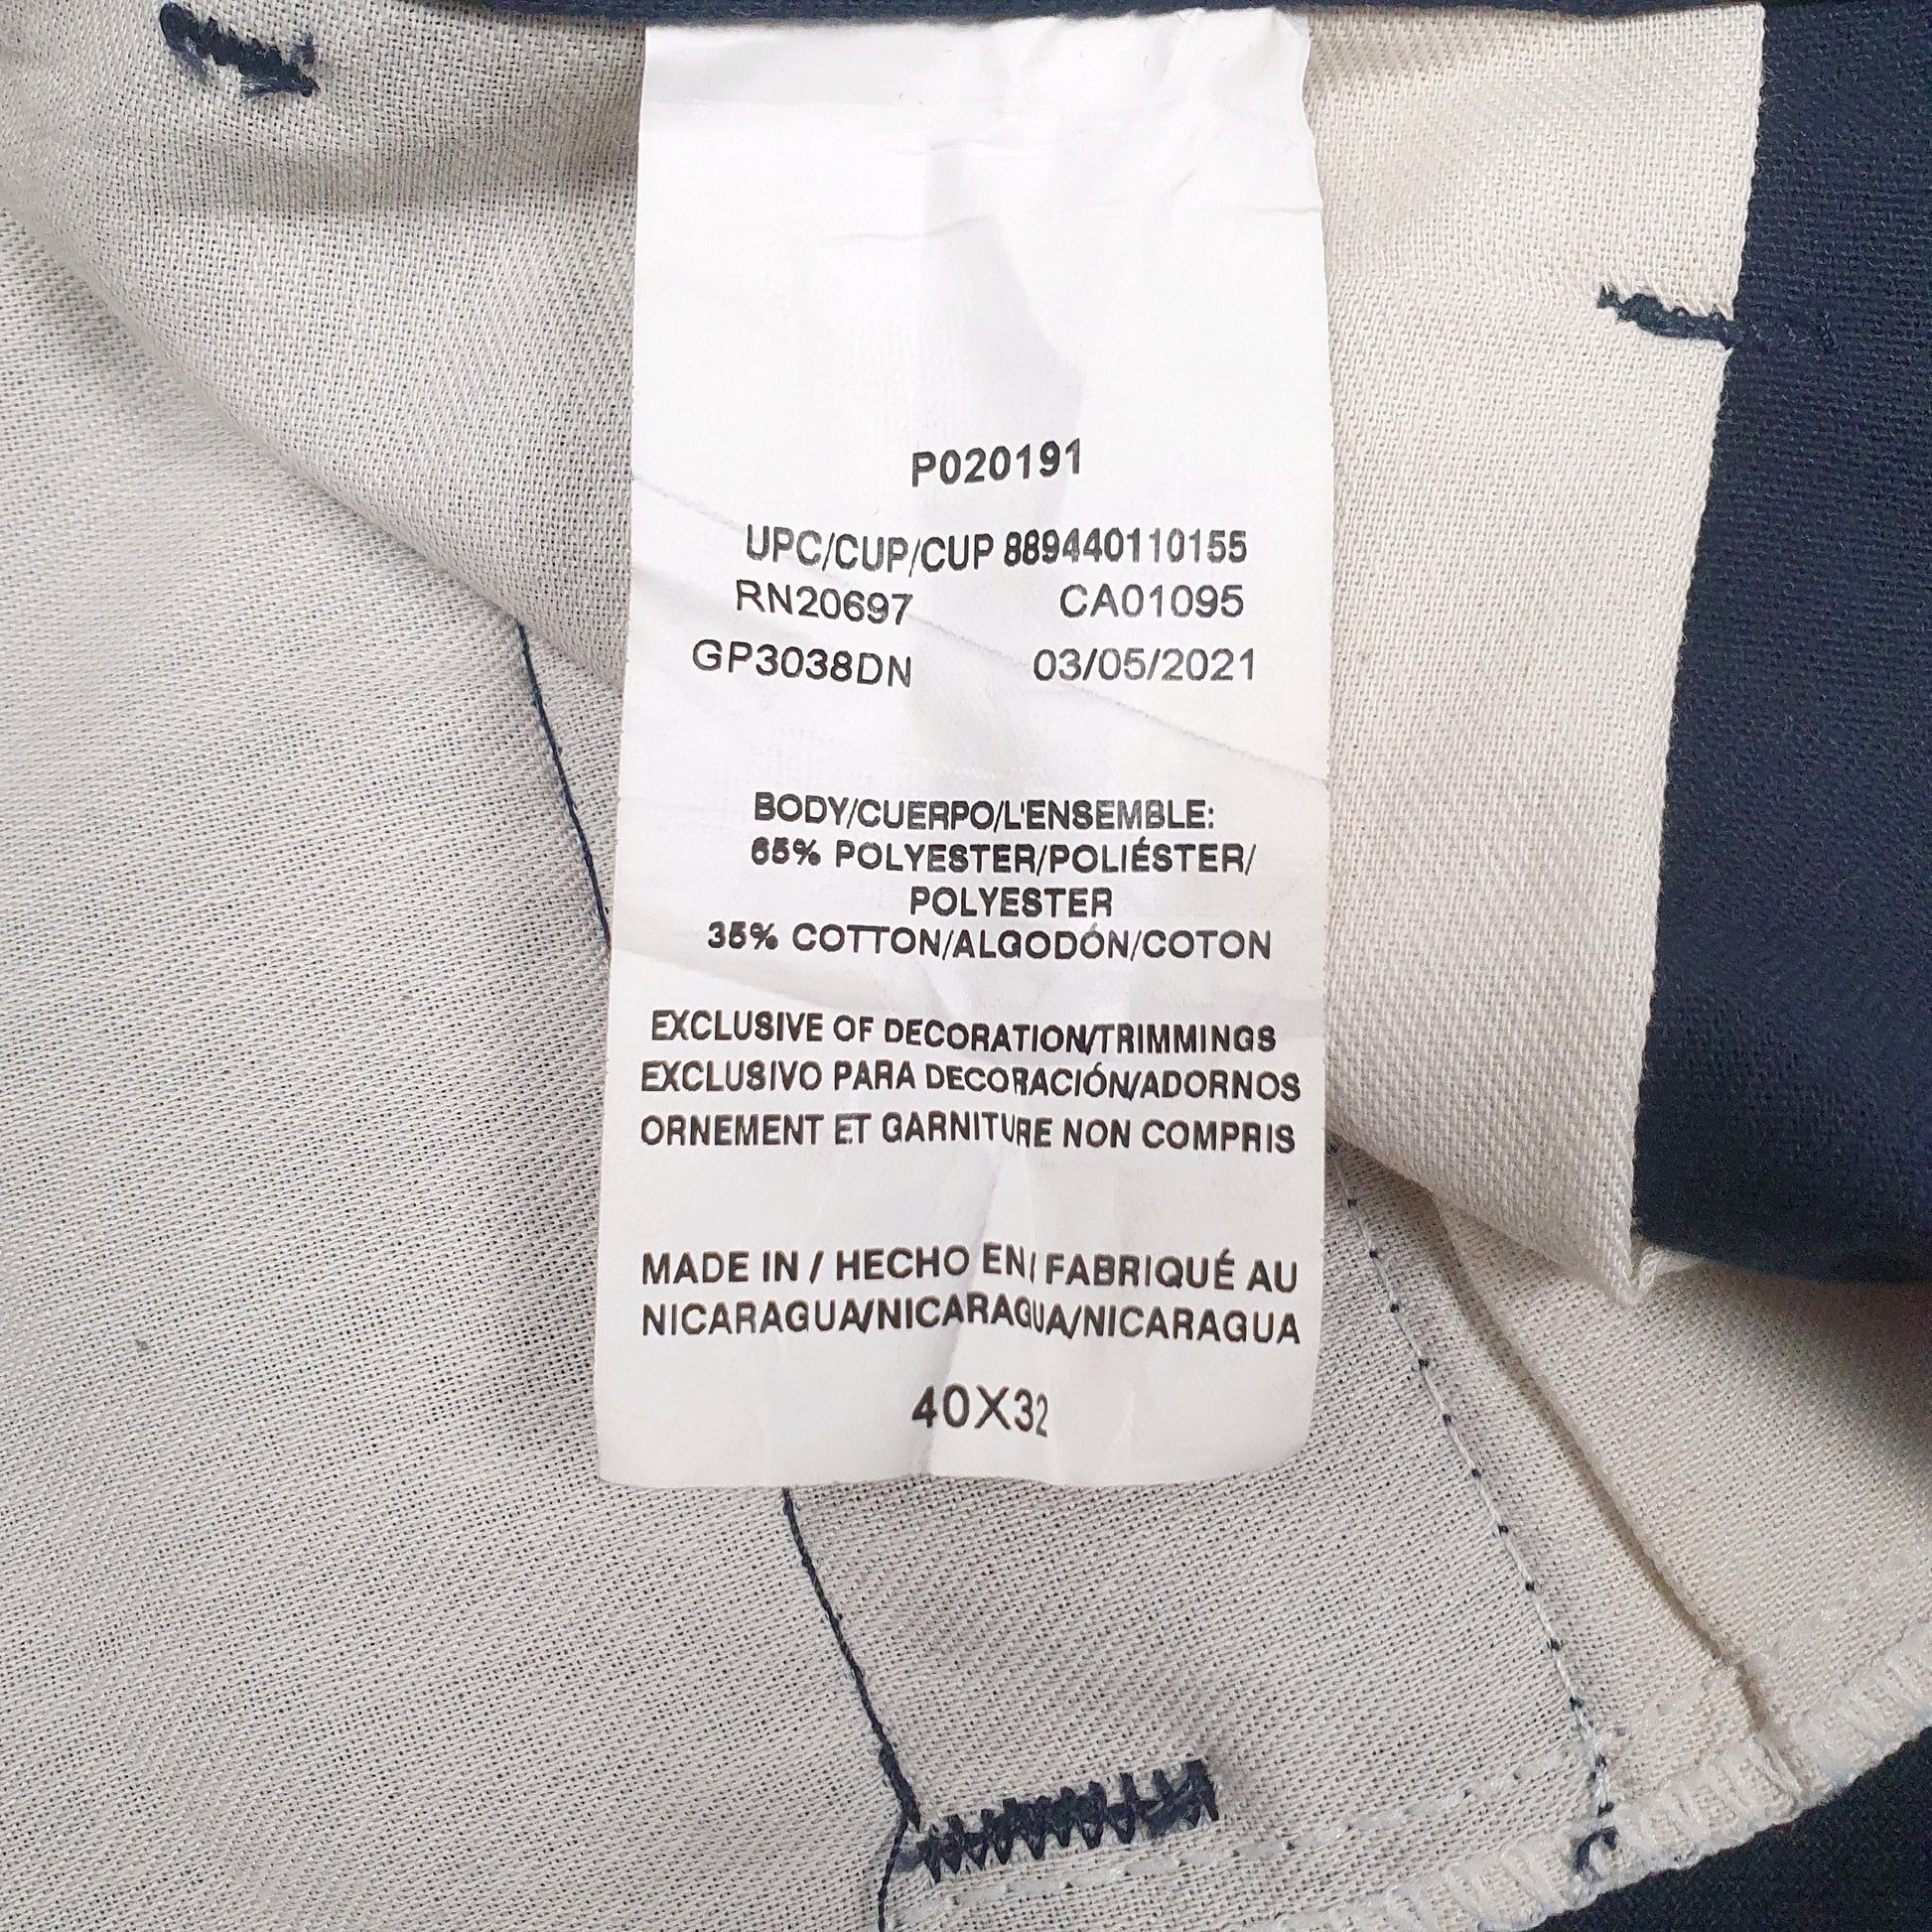 P020191
UPC/CUP/CUP 889440110155
RN20697 CA01095
GP3038DN 03/05/2021
BODY/CUERPO/L'ENSEMBLE:
65% POLYESTER/POLIÉSTER/
POLYESTER
35% COTTON/ALGODÓN/COTON
EXCLUSIVE OF DECORATION/TRIMMINGS
EXCLUSIVO PARA DECORACIÓN/ADORNOS
ORNEMENT ET GARNITURE NON COMPRIS
MADE IN / HECHO EN/ FABRIQUÉ AU
NICARAGUA/NICARAGUA/NICARAGUA
40X32